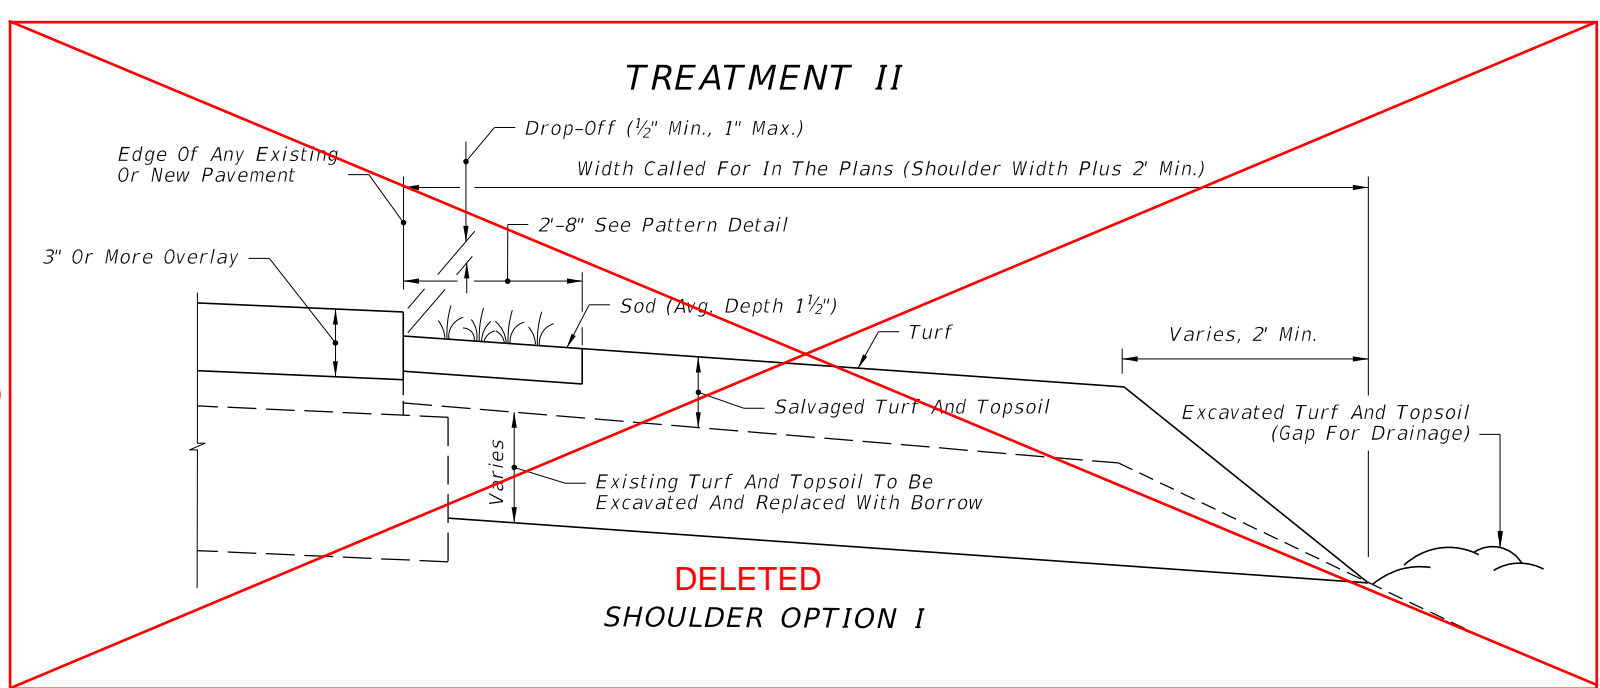 TREATMENT II
Drop-Off (½" Min., 1" Max.)
Edge Of Any Existing
Or New Pavement
Width Called For In The Plans (Shoulder Width Plus 2' Min.)
2'-8" See Pattern Detail
3" Or More Overlay
Sod (Avg. Depth 1½")
Turf
Varies, 2' Min.
Salvaged Turf And Topsoil
Excavated Turf And Topsoil
(Gap For Drainage)
Varies
Existing Turf And Topsoil To Be
Excavated And Replaced With Borrow
DELETED
SHOULDER OPTION I